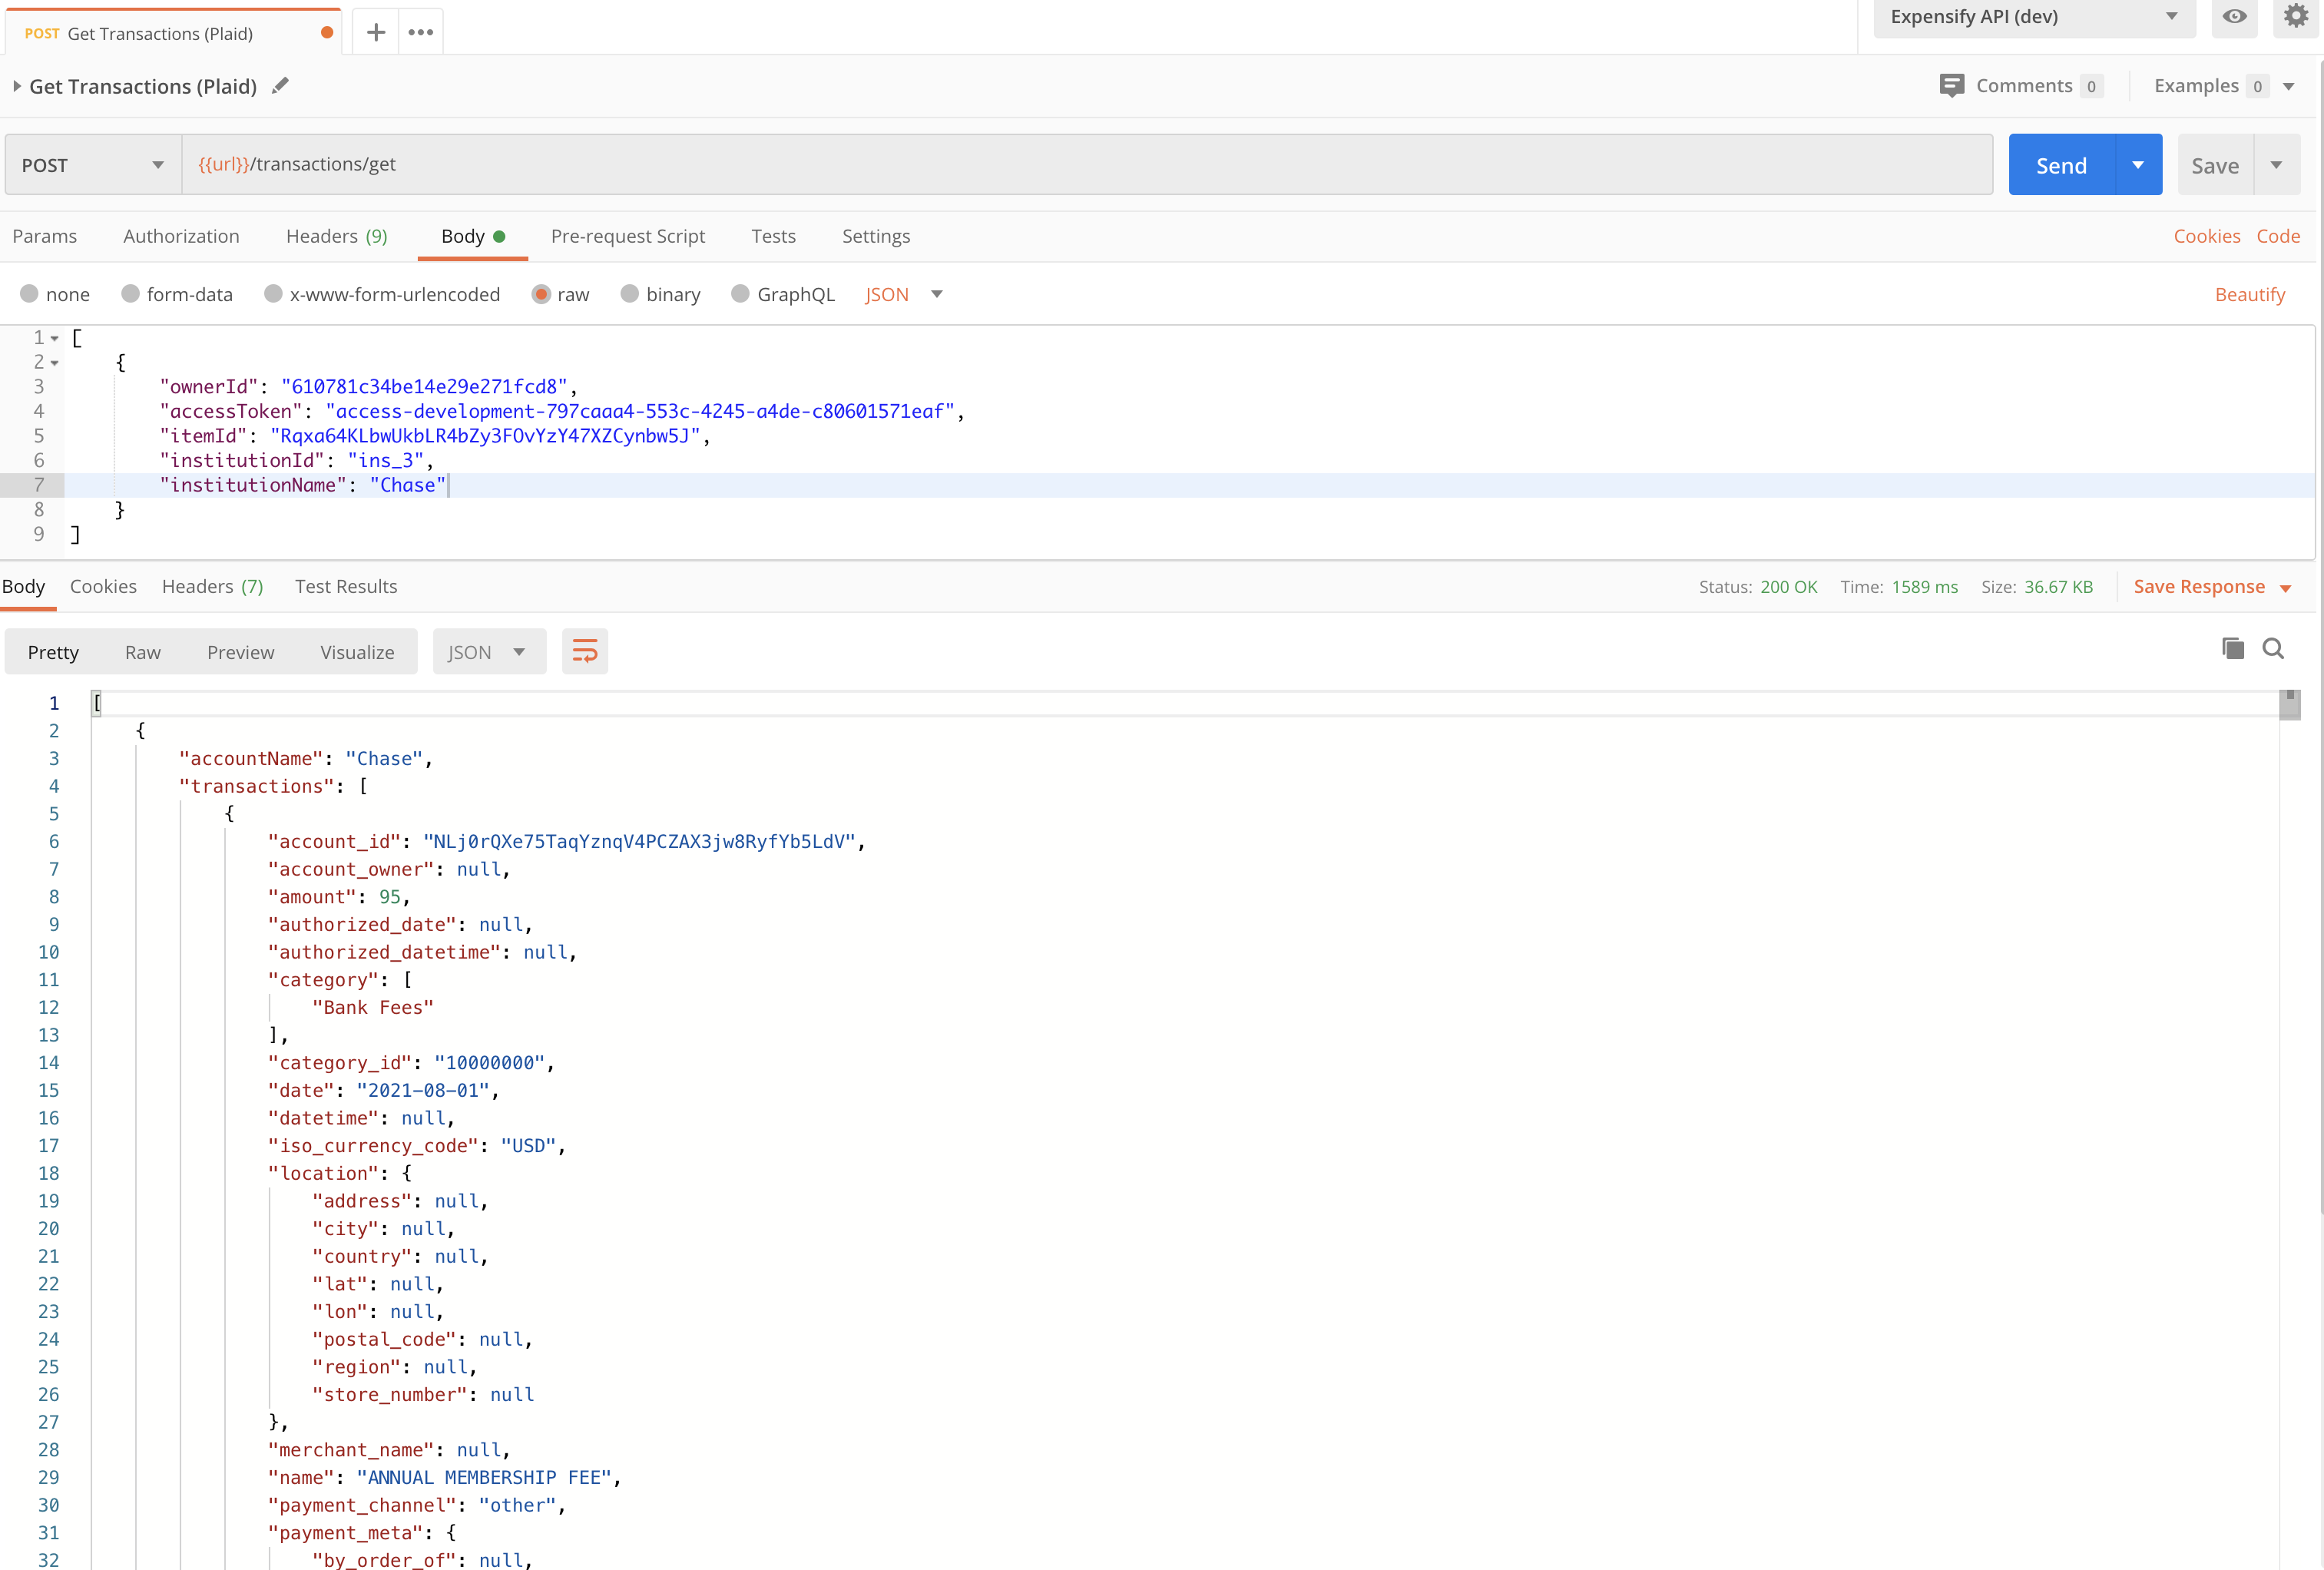 POST Get Transactions (Plaid)
Expensify API (dev)
Get Transactions (Plaid)
Comments 0
Examples 0
POST
{{url}}/transactions/get
Send
Save
Params Authorization Headers (9) Body Pre-request Script Tests Settings Cookies Code
none form-data x-www-form-urlencoded raw binary GraphQL JSON Beautify
1 [
2 {
3 "ownerId": "610781c34be14e29e271fcd8",
4 "accessToken": "access-development-797caaa4-553c-4245-a4de-c80601571eaf",
5 "itemId": "Rqxa64KLbwUkbLR4bZy3FOvYzY47XZCynbw5J",
6 "institutionId": "ins_3",
7 "institutionName": "Chase"
8 }
9 ]
Body Cookies Headers (7) Test Results Status: 200 OK Time: 1589 ms Size: 36.67 KB Save Response
Pretty Raw Preview Visualize JSON
1 [
2 {
3 "accountName": "Chase",
4 "transactions": [
5 {
6 "account_id": "NLj0rQXe75TaqYznqV4PCZAX3jw8RyfYb5LdV",
7 "account_owner": null,
8 "amount": 95,
9 "authorized_date": null,
10 "authorized_datetime": null,
11 "category": [
12 "Bank Fees"
13 ],
14 "category_id": "10000000",
15 "date": "2021-08-01",
16 "datetime": null,
17 "iso_currency_code": "USD",
18 "location": {
19 "address": null,
20 "city": null,
21 "country": null,
22 "lat": null,
23 "lon": null,
24 "postal_code": null,
25 "region": null,
26 "store_number": null
27 },
28 "merchant_name": null,
29 "name": "ANNUAL MEMBERSHIP FEE",
30 "payment_channel": "other",
31 "payment_meta": {
32 "by_order_of": null,